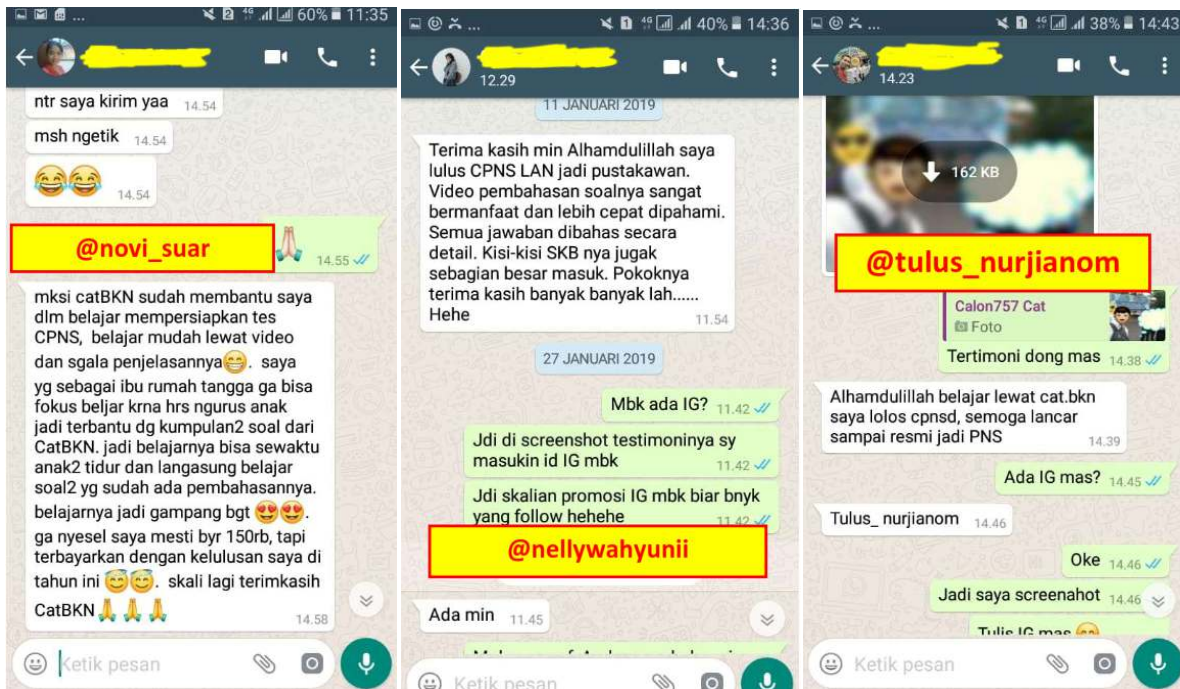 60% 11:35
ntr saya kirim yaa 14.54
msh ngetik 14.54
14.54
@novi_suar
14.55
mksi catBKN sudah membantu saya
dlm belajar mempersiapkan tes
CPNS, belajar mudah lewat video
dan sgala penjelasannya😁. saya
yg sebagai ibu rumah tangga ga bisa
fokus beljar krna hrs ngurus anak
jadi terbantu dg kumpulan2 soal dari
CatBKN. jadi belajarnya bisa sewaktu
anak2 tidur dan langasung belajar
soal2 yg sudah ada pembahasannya.
belajarnya jadi gampang bgt 😍😍.
ga nyesel saya mesti byr 150rb, tapi
terbayarkan dengan kelulusan saya di
tahun ini 😇😇. skali lagi terimkasih
CatBKN🙏🙏🙏
14.58
Ketik pesan
4G 40% 14:36
12.29
11 JANUARI 2019
Terima kasih min Alhamdulillah saya
lulus CPNS LAN jadi pustakawan.
Video pembahasan soalnya sangat
bermanfaat dan lebih cepat dipahami.
Semua jawaban dibahas secara
detail. Kisi-kisi SKB nya jugak
sebagian besar masuk. Pokoknya
terima kasih banyak banyak lah......
Hehe
11.54
27 JANUARI 2019
Mbk ada IG? 11.42
Jdi di screenshot testimoninya sy
masukin id IG mbk 11.42
Jdi skalian promosi IG mbk biar bnyk
yang follow hehehe 11.42
@nellywahyunii
Ada min 11.45
Ketik pesan
4G 38% 14:43
14.23
162 KB
@tulus_nurjianom
Calon757 Cat
Foto
Tertimoni dong mas 14.38
Alhamdulillah belajar lewat cat.bkn
saya lolos cpnsd, semoga lancar
sampai resmi jadi PNS 14.39
Ada IG mas? 14.45
Tulus_ nurjianom 14.46
Oke 14.46
Jadi saya screenahot 14.46
Tulis IG mas
Ketik pesan